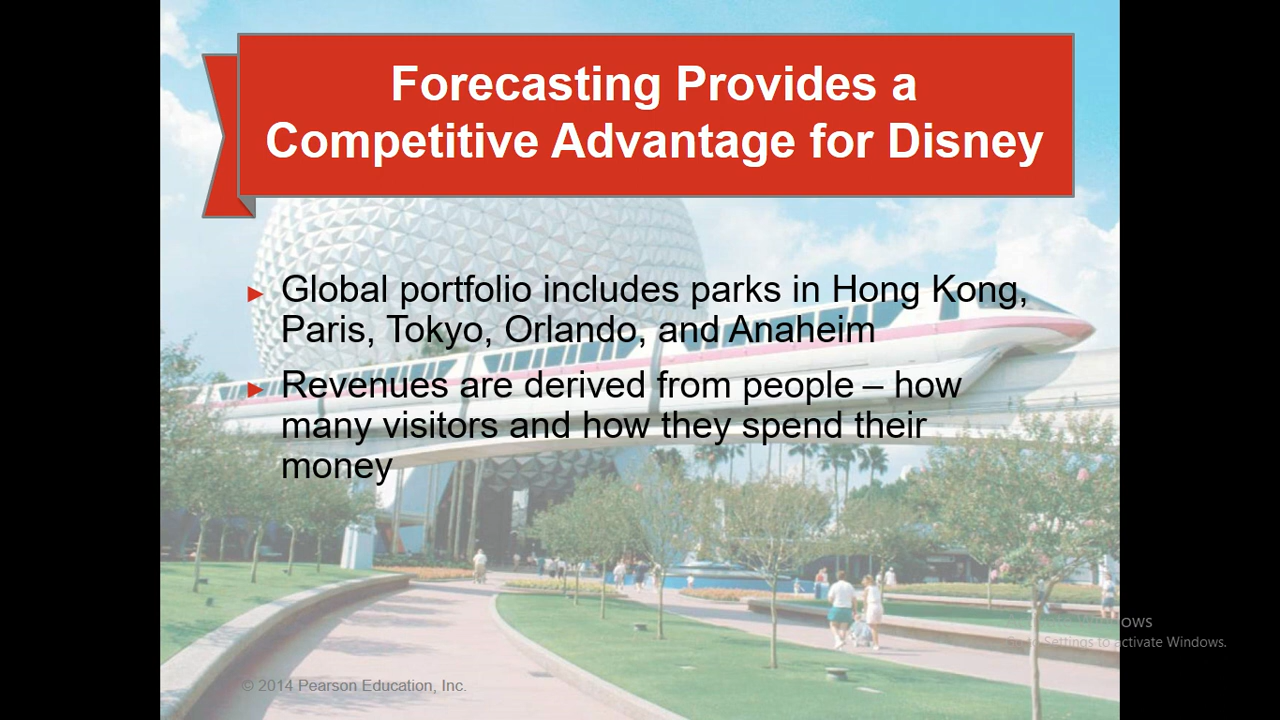 Forecasting Provides a
Competitive Advantage for Disney
► Global portfolio includes parks in Hong Kong,
Paris, Tokyo, Orlando, and Anaheim
► Revenues are derived from people – how
many visitors and how they spend their
money
ows
Settings to activate Windows.
© 2014 Pearson Education, Inc.